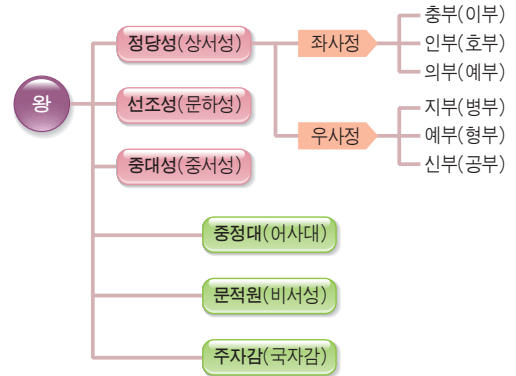 왕
정당성(상서성)
선조성(문하성)
중대성(중서성)
중정대(어사대)
문적원(비서성)
주자감(국자감)
좌사정
우사정
충부(이부)
인부(호부)
의부(예부)
지부(병부)
예부(형부)
신부(공부)